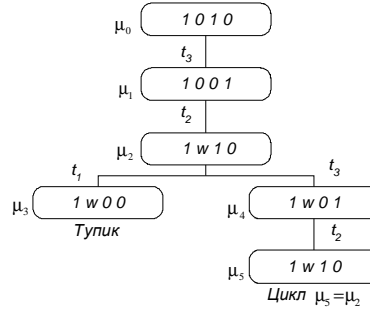 μ₀ 1 0 1 0
t₃
μ₁ 1 0 0 1
t₂
μ₂ 1 w 1 0
t₁ t₃
μ₃ 1 w 0 0 μ₄ 1 w 0 1
Тупик t₂
μ₅ 1 w 1 0
Цикл μ₅=μ₂